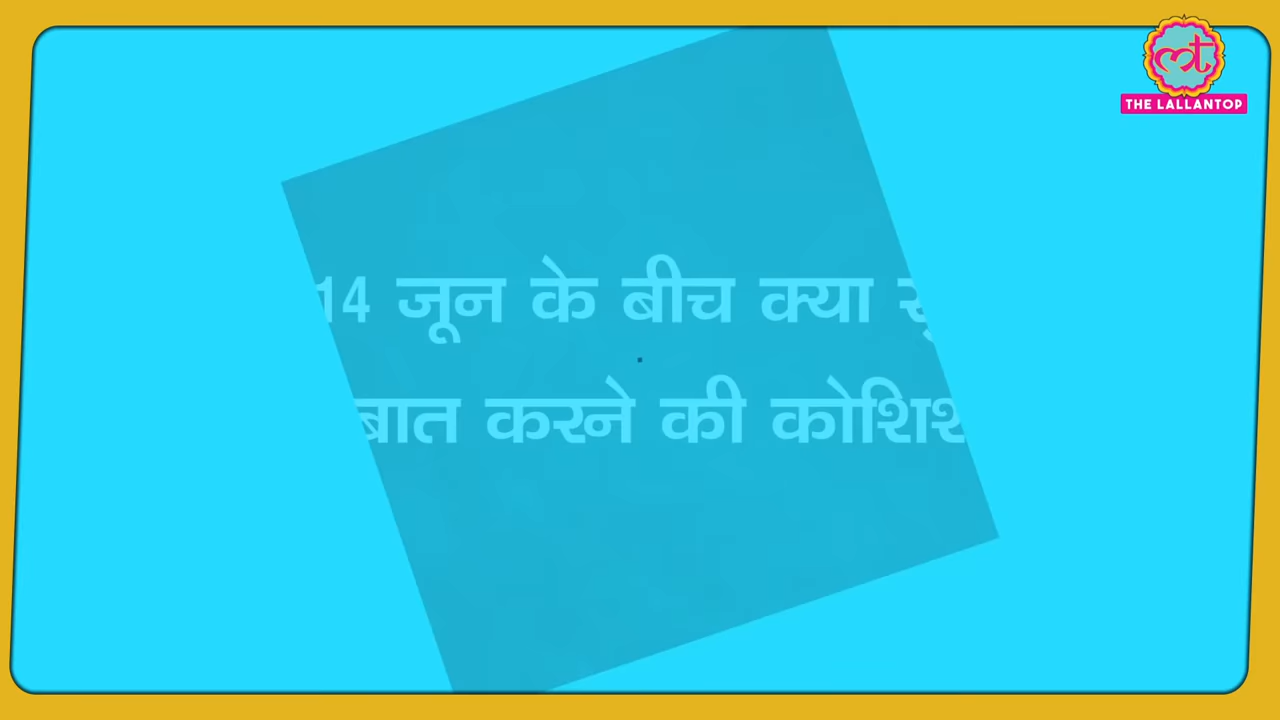 THE LALLANTOP
14 जून के बीच क्या
बात करने की